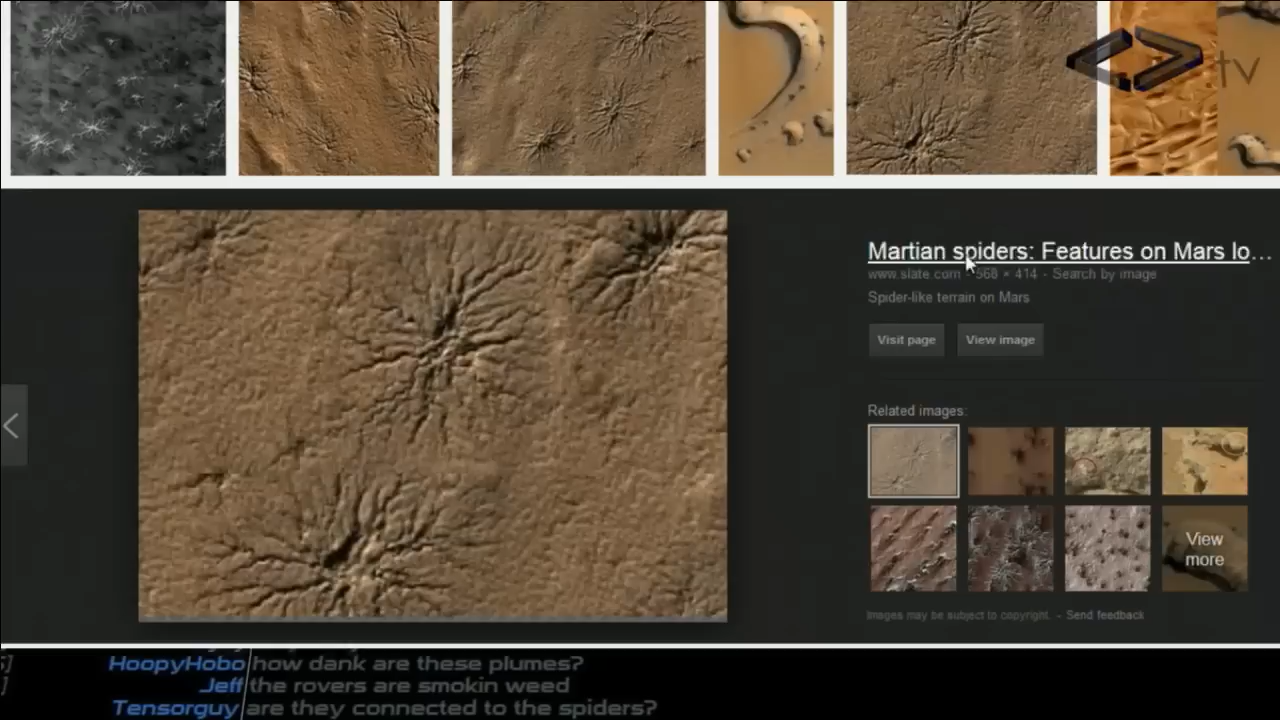 tv
Martian spiders: Features on Mars lo...
www.slate.com - 568 × 414 - Search by image
Spider-like terrain on Mars
Visit page
View image
Related images:
View
more
Images may be subject to copyright. - Send feedback
HoopyHobo how dank are these plumes?
Jeff the rovers are smokin weed
Tensorguy are they connected to the spiders?